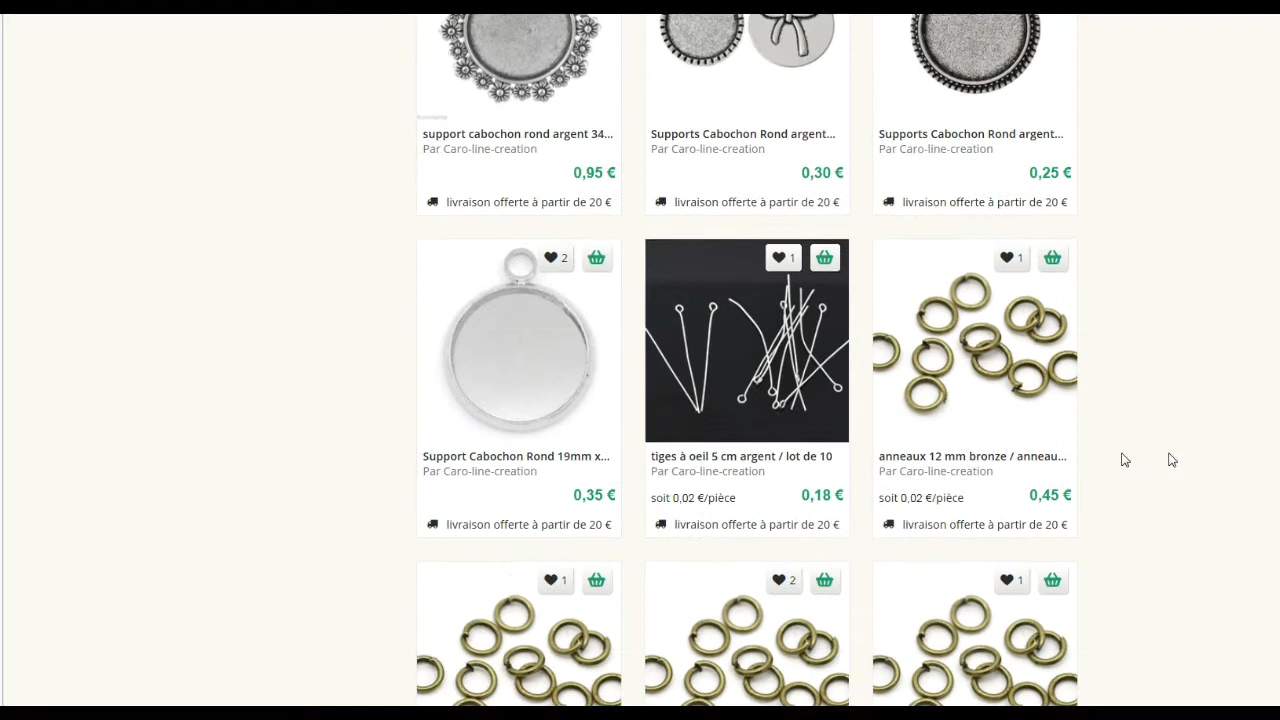 support cabochon rond argent 34...
Par Caro-line-creation
0,95 €
livraison offerte à partir de 20 €
Supports Cabochon Rond argent...
Par Caro-line-creation
0,30 €
livraison offerte à partir de 20 €
Supports Cabochon Rond argent...
Par Caro-line-creation
0,25 €
livraison offerte à partir de 20 €
2
Support Cabochon Rond 19mm x...
Par Caro-line-creation
0,35 €
livraison offerte à partir de 20 €
1
tiges à oeil 5 cm argent / lot de 10
Par Caro-line-creation
soit 0,02 €/pièce 0,18 €
livraison offerte à partir de 20 €
1
anneaux 12 mm bronze / anneau...
Par Caro-line-creation
soit 0,02 €/pièce 0,45 €
livraison offerte à partir de 20 €
1
2
1